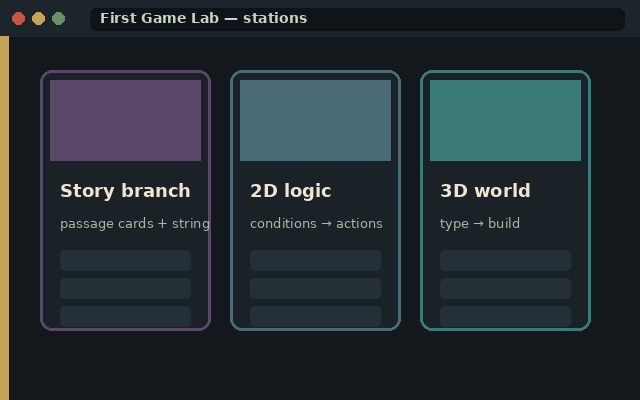 First Game Lab — stations
Story branch
passage cards + string
2D logic
conditions → actions
3D world
type → build